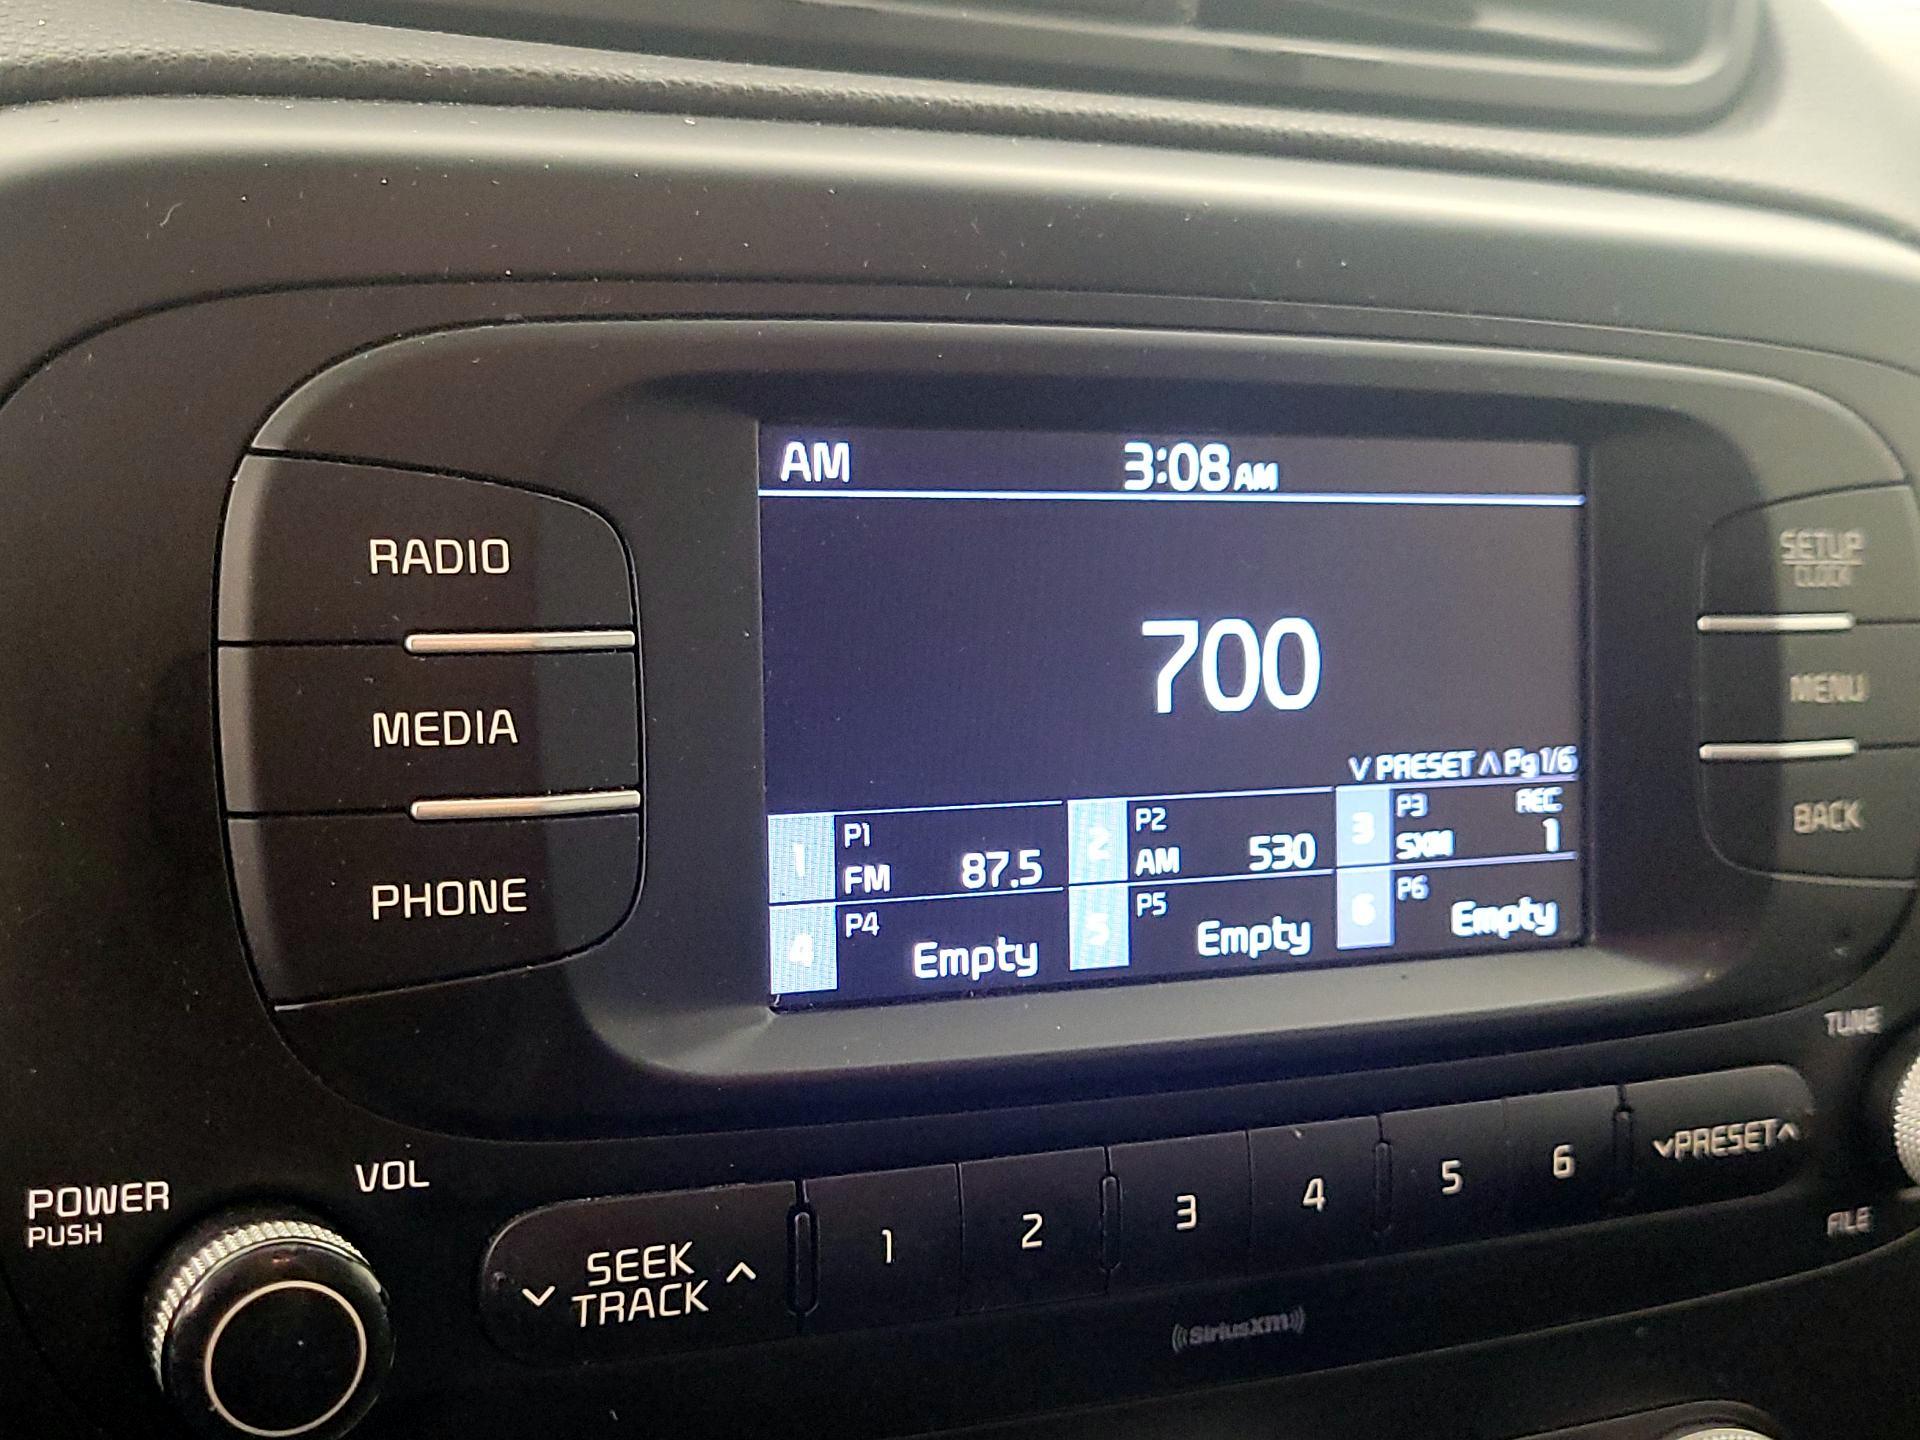 AM 3:08 AM
700
∨ PRESET ∧ Pg 1/6
1 P1 FM 87.5
2 P2 AM 530
3 P3 SXM REC 1
4 P4 Empty
5 P5 Empty
6 P6 Empty
RADIO
MEDIA
PHONE
SETUP
CLOCK
MENU
BACK
TUNE
FILE
POWER
PUSH
VOL
∨ SEEK ∧
TRACK
1 2 3 4 5 6
∨PRESET∧
((SiriusXM))